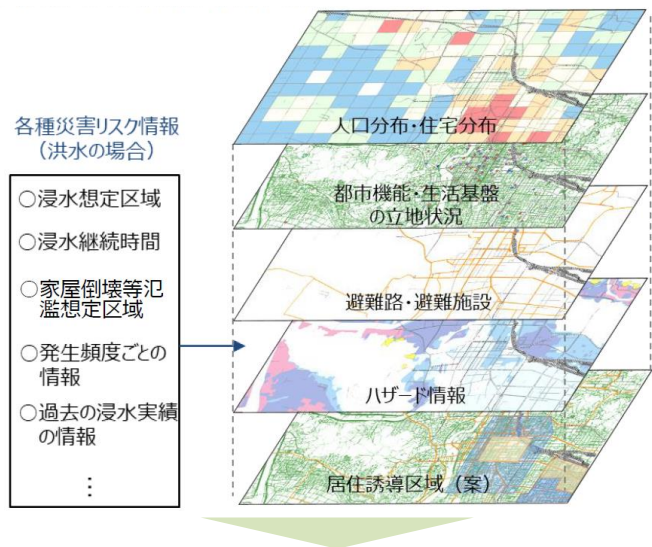 各種災害リスク情報
（洪水の場合）
○浸水想定区域
○浸水継続時間
○家屋倒壊等氾
濫想定区域
○発生頻度ごとの
情報
○過去の浸水実績
の情報
⋮
人口分布・住宅分布
都市機能・生活基盤
の立地状況
避難路・避難施設
ハザード情報
居住誘導区域（案）